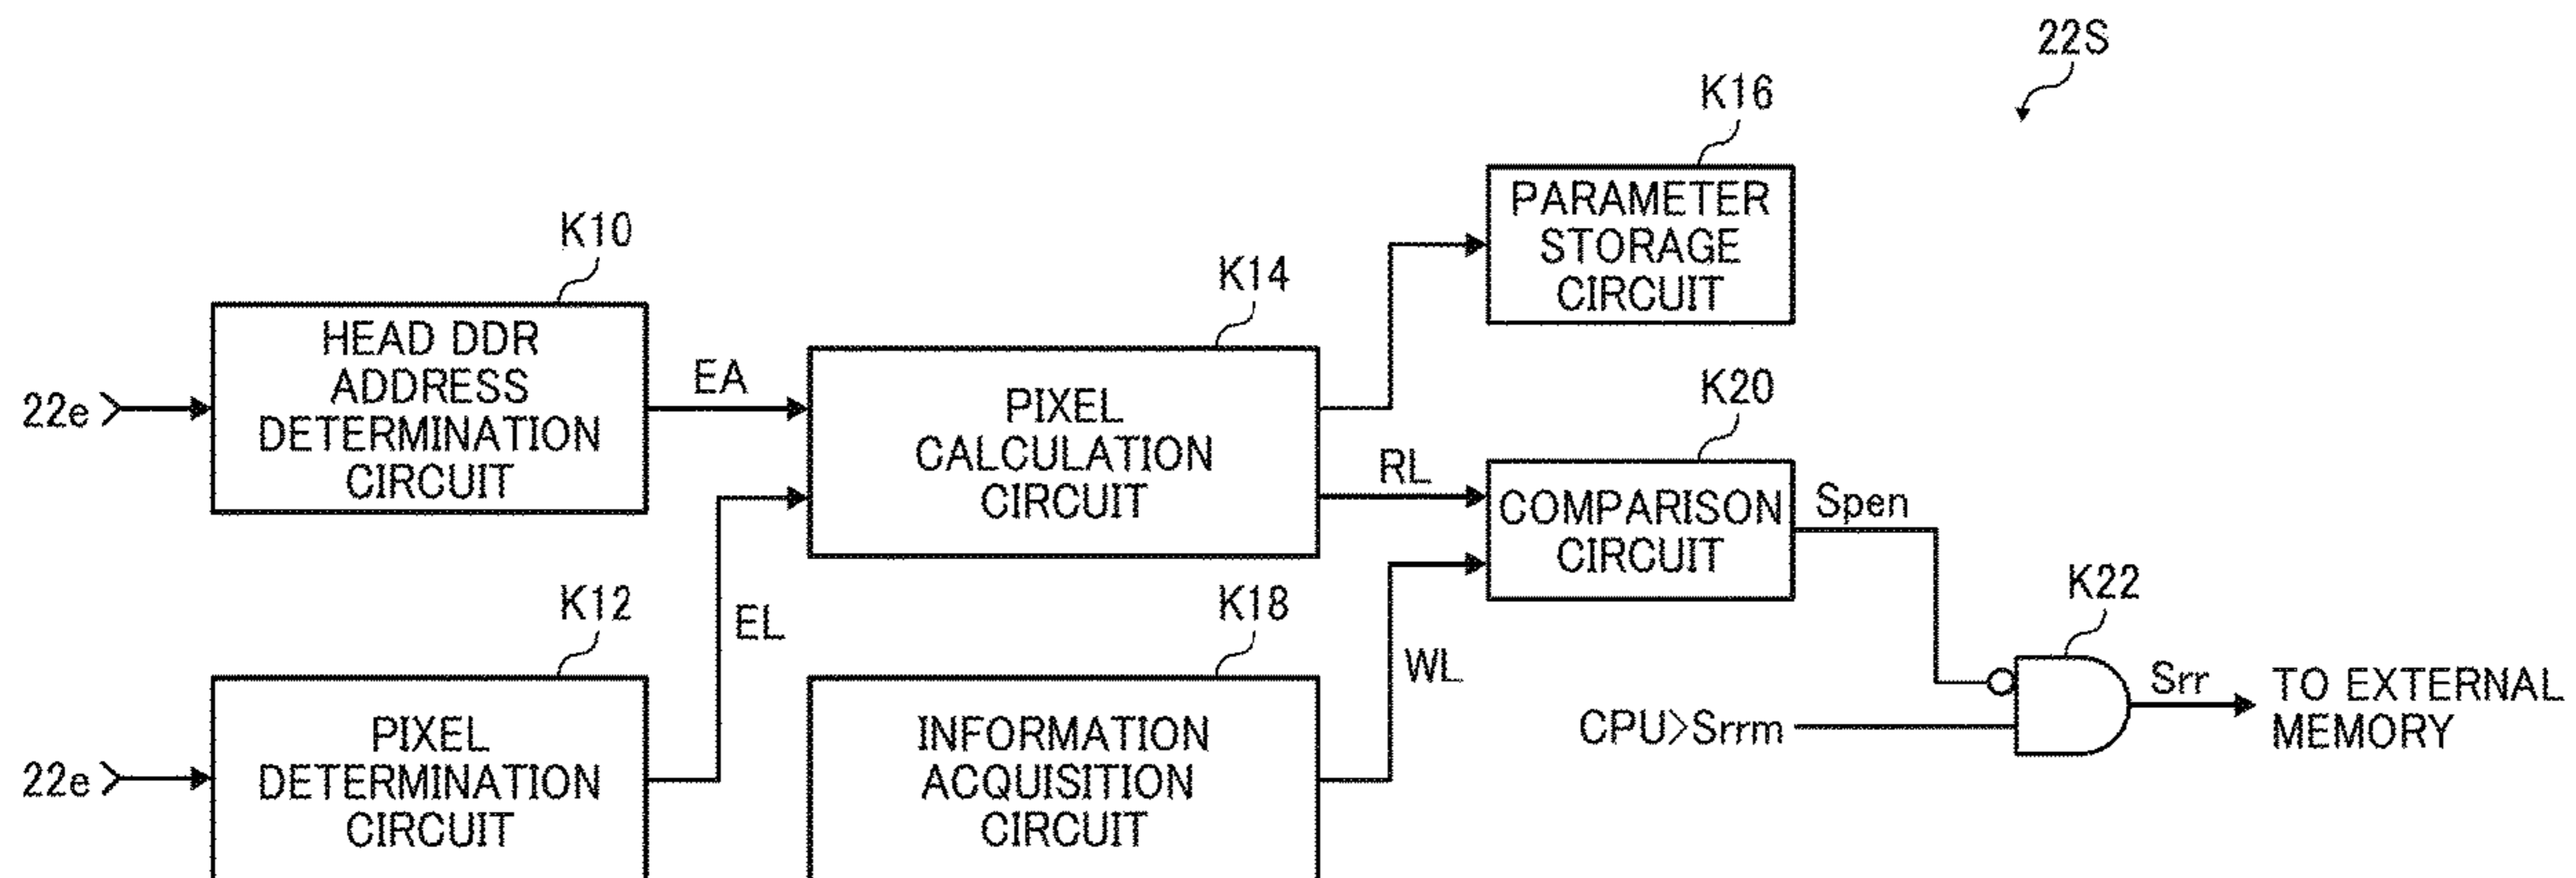 22S
K16
PARAMETER
STORAGE
CIRCUIT
K10
HEAD DDR
ADDRESS
DETERMINATION
CIRCUIT
22e
EA
K14
PIXEL
CALCULATION
CIRCUIT
K20
RL
COMPARISON
CIRCUIT
Spen
K12
EL
PIXEL
DETERMINATION
CIRCUIT
22e
K18
INFORMATION
ACQUISITION
CIRCUIT
WL
K22
CPU>Srrm
Srr
TO EXTERNAL
MEMORY